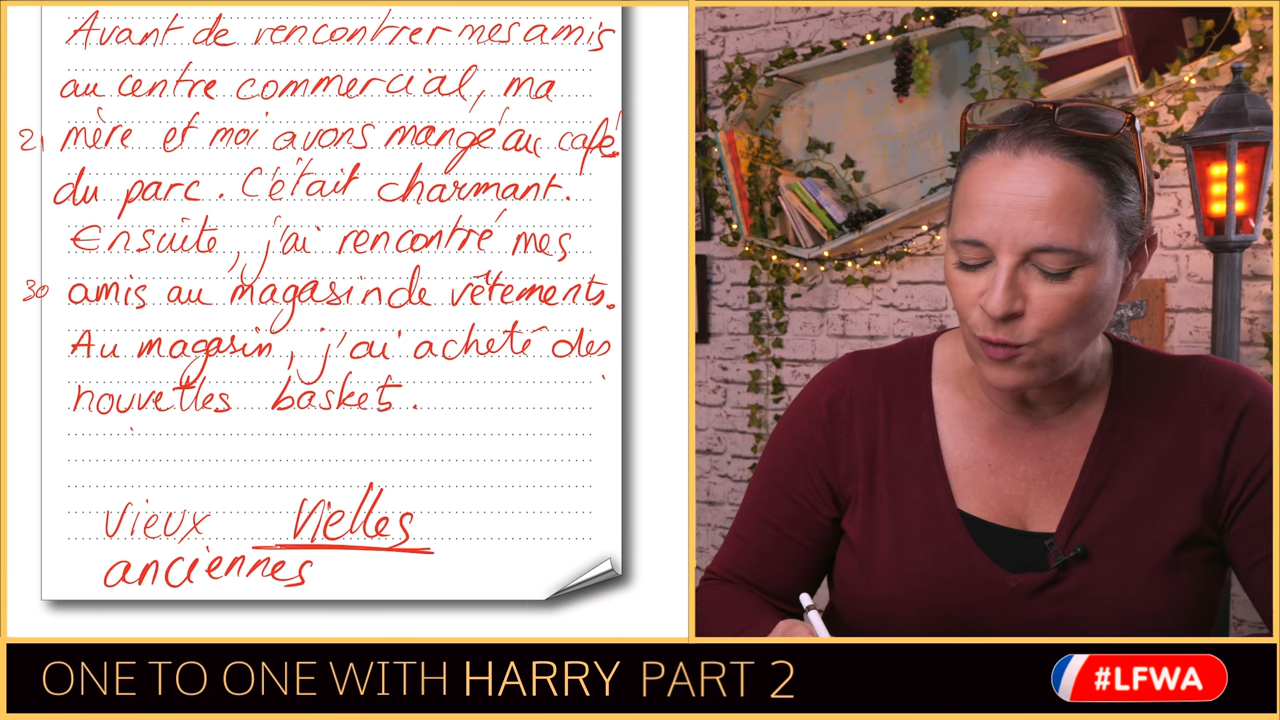 Avant de rencontrer mes amis
au centre commercial, ma
21 mère et moi avons mangé au café
du parc. C'était charmant.
Ensuite, j'ai rencontré mes
30 amis au magasin de vêtements.
Au magasin, j'ai acheté des
nouvelles baskets.
vieux vielles
anciennes
ONE TO ONE WITH HARRY PART 2
#LFWA